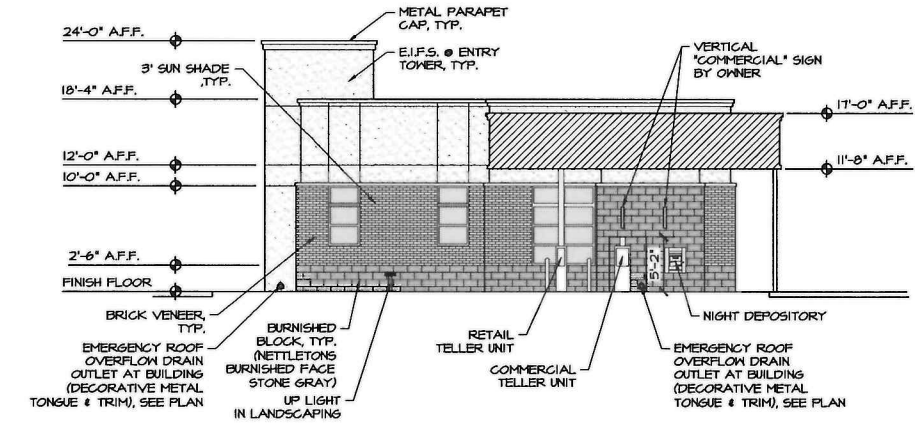 24'-0" A.F.F.
18'-4" A.F.F.
12'-0" A.F.F.
10'-0" A.F.F.
2'-6" A.F.F.
FINISH FLOOR
METAL PARAPET
CAP, TYP.
E.I.F.S. @ ENTRY
TOWER, TYP.
3' SUN SHADE
,TYP.
VERTICAL
"COMMERCIAL" SIGN
BY OWNER
17'-0" A.F.F.
11'-8" A.F.F.
5'-2"
BRICK VENEER,
TYP.
EMERGENCY ROOF
OVERFLOW DRAIN
OUTLET AT BUILDING
(DECORATIVE METAL
TONGUE & TRIM), SEE PLAN
BURNISHED
BLOCK, TYP.
(NETTLETONS
BURNISHED FACE
STONE GRAY)
UP LIGHT
IN LANDSCAPING
RETAIL
TELLER UNIT
COMMERCIAL
TELLER UNIT
NIGHT DEPOSITORY
EMERGENCY ROOF
OVERFLOW DRAIN
OUTLET AT BUILDING
(DECORATIVE METAL
TONGUE & TRIM), SEE PLAN